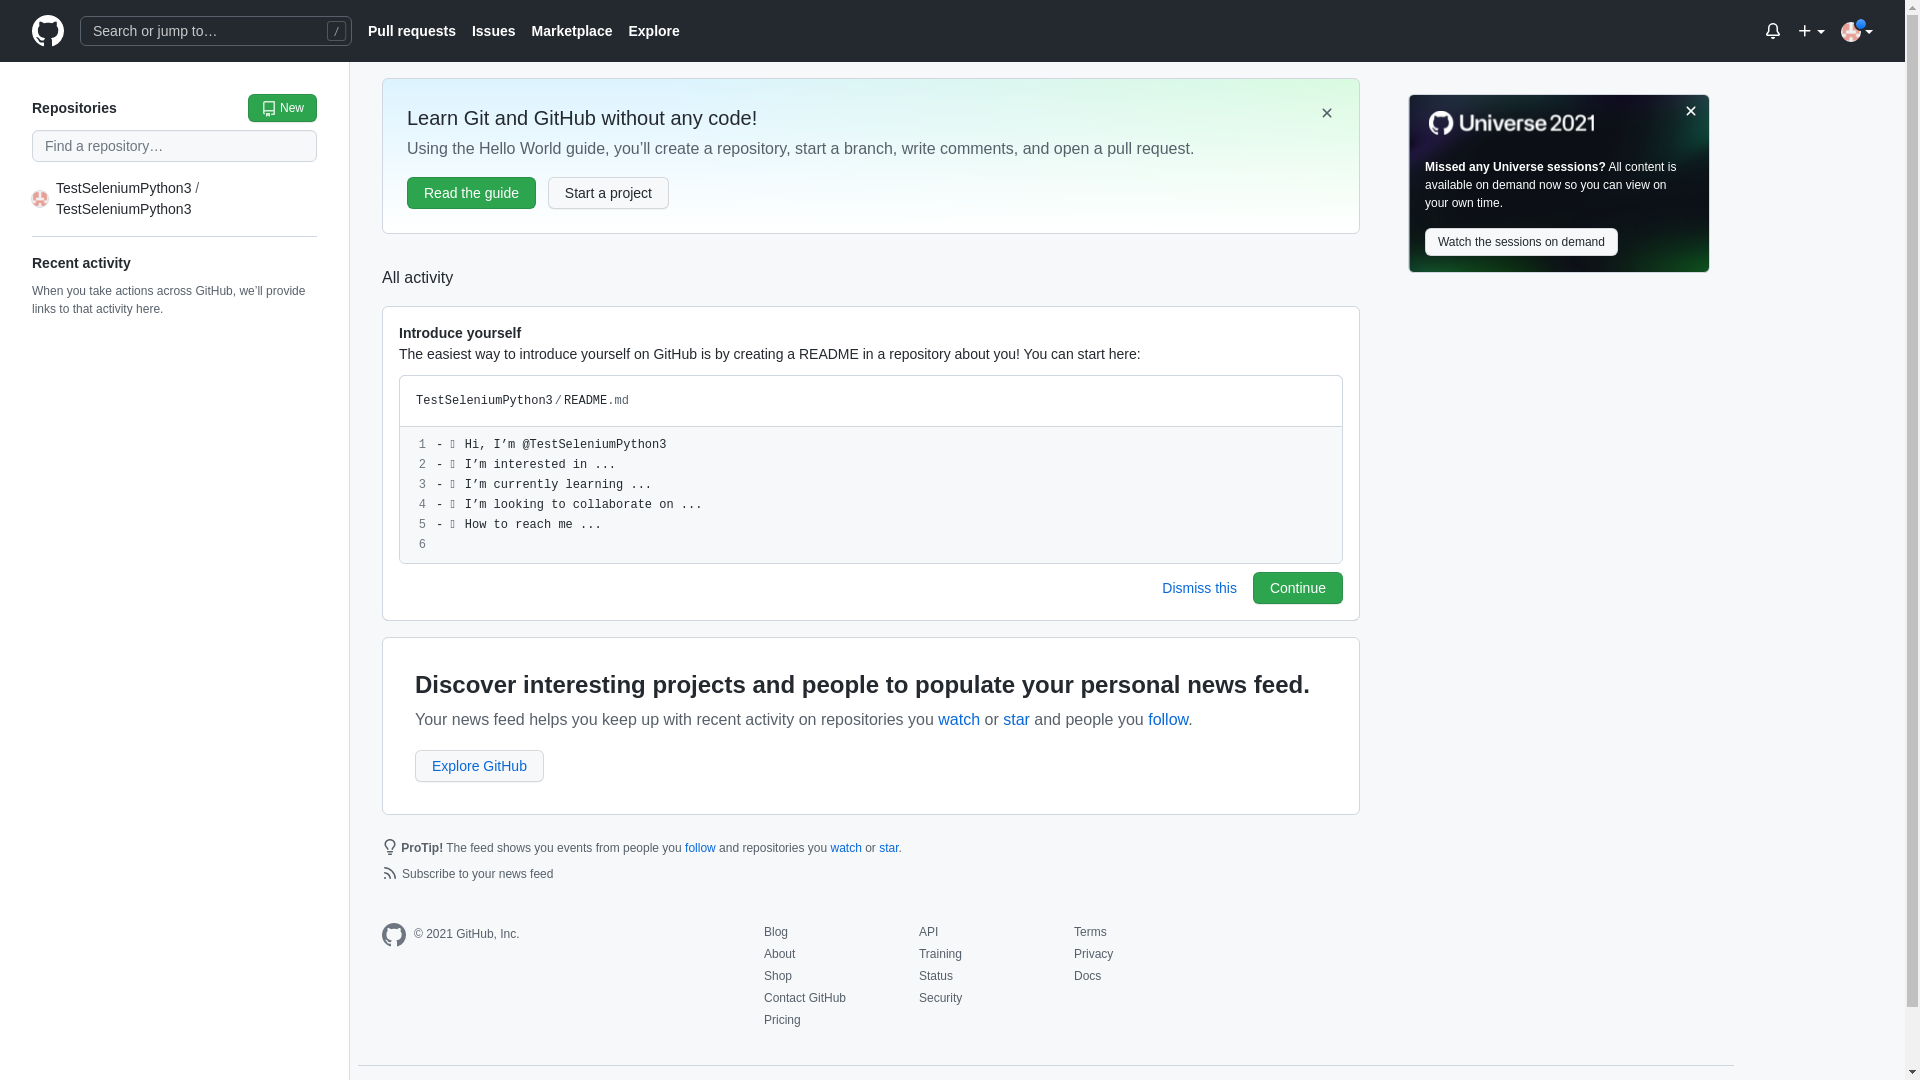 Search or jump to…
/
Pull requests
Issues
Marketplace
Explore
Repositories
New
Find a repository…
TestSeleniumPython3 /
TestSeleniumPython3
Recent activity
When you take actions across GitHub, we’ll provide
links to that activity here.
Learn Git and GitHub without any code!
Using the Hello World guide, you’ll create a repository, start a branch, write comments, and open a pull request.
Read the guide
Start a project
All activity
Introduce yourself
The easiest way to introduce yourself on GitHub is by creating a README in a repository about you! You can start here:
TestSeleniumPython3 / README.md
1 - Hi, I’m @TestSeleniumPython3
2 - I’m interested in ...
3 - I’m currently learning ...
4 - I’m looking to collaborate on ...
5 - How to reach me ...
6
Dismiss this
Continue
Discover interesting projects and people to populate your personal news feed.
Your news feed helps you keep up with recent activity on repositories you watch or star and people you follow.
Explore GitHub
ProTip! The feed shows you events from people you follow and repositories you watch or star.
Subscribe to your news feed
Universe 2021
Missed any Universe sessions? All content is
available on demand now so you can view on
your own time.
Watch the sessions on demand
© 2021 GitHub, Inc.
Blog
About
Shop
Contact GitHub
Pricing
API
Training
Status
Security
Terms
Privacy
Docs